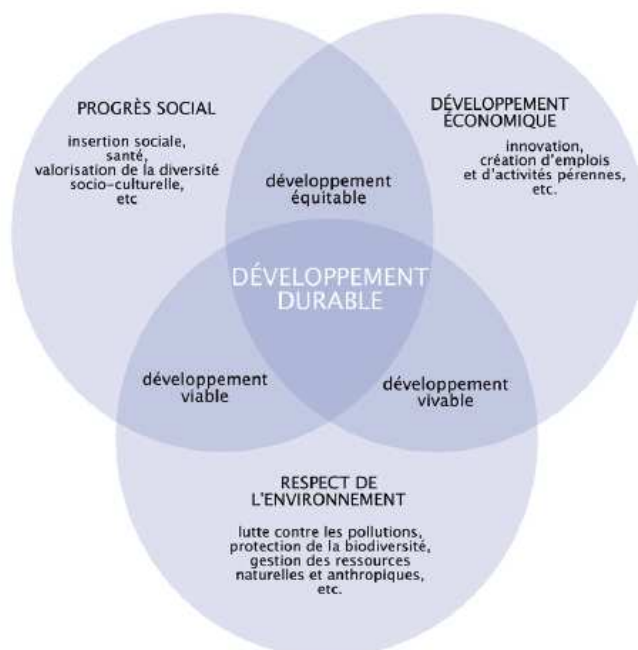 PROGRÈS SOCIAL
insertion sociale,
santé,
valorisation de la diversité
socio-culturelle,
etc
DÉVELOPPEMENT
ÉCONOMIQUE
innovation,
création d'emplois
et d'activités pérennes,
etc.
développement
équitable
DÉVELOPPEMENT
DURABLE
développement
viable
développement
vivable
RESPECT DE
L'ENVIRONNEMENT
lutte contre les pollutions,
protection de la biodiversité,
gestion des ressources
naturelles et anthropiques,
etc.